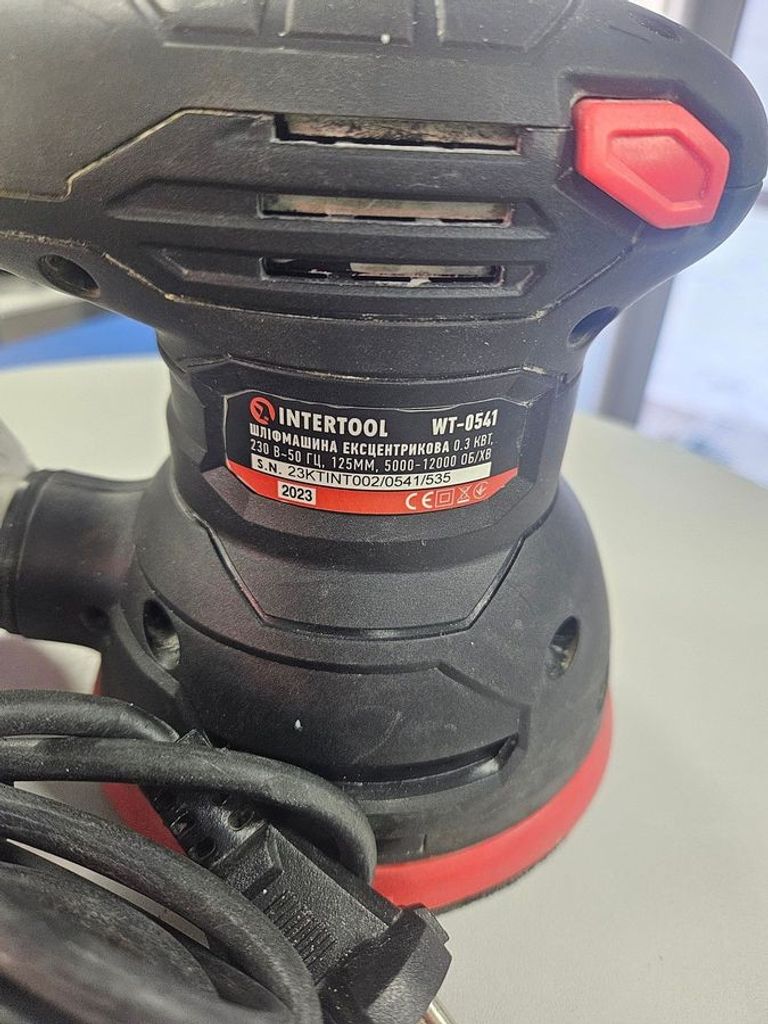 INTERTOOL WT-0541
ШЛІФМАШИНА ЕКСЦЕНТРИКОВА 0.3 КВТ,
230 В~50 ГЦ, 125ММ, 5000-12000 ОБ/ХВ
S.N. 23KTINT002/0541/535
2023 CE